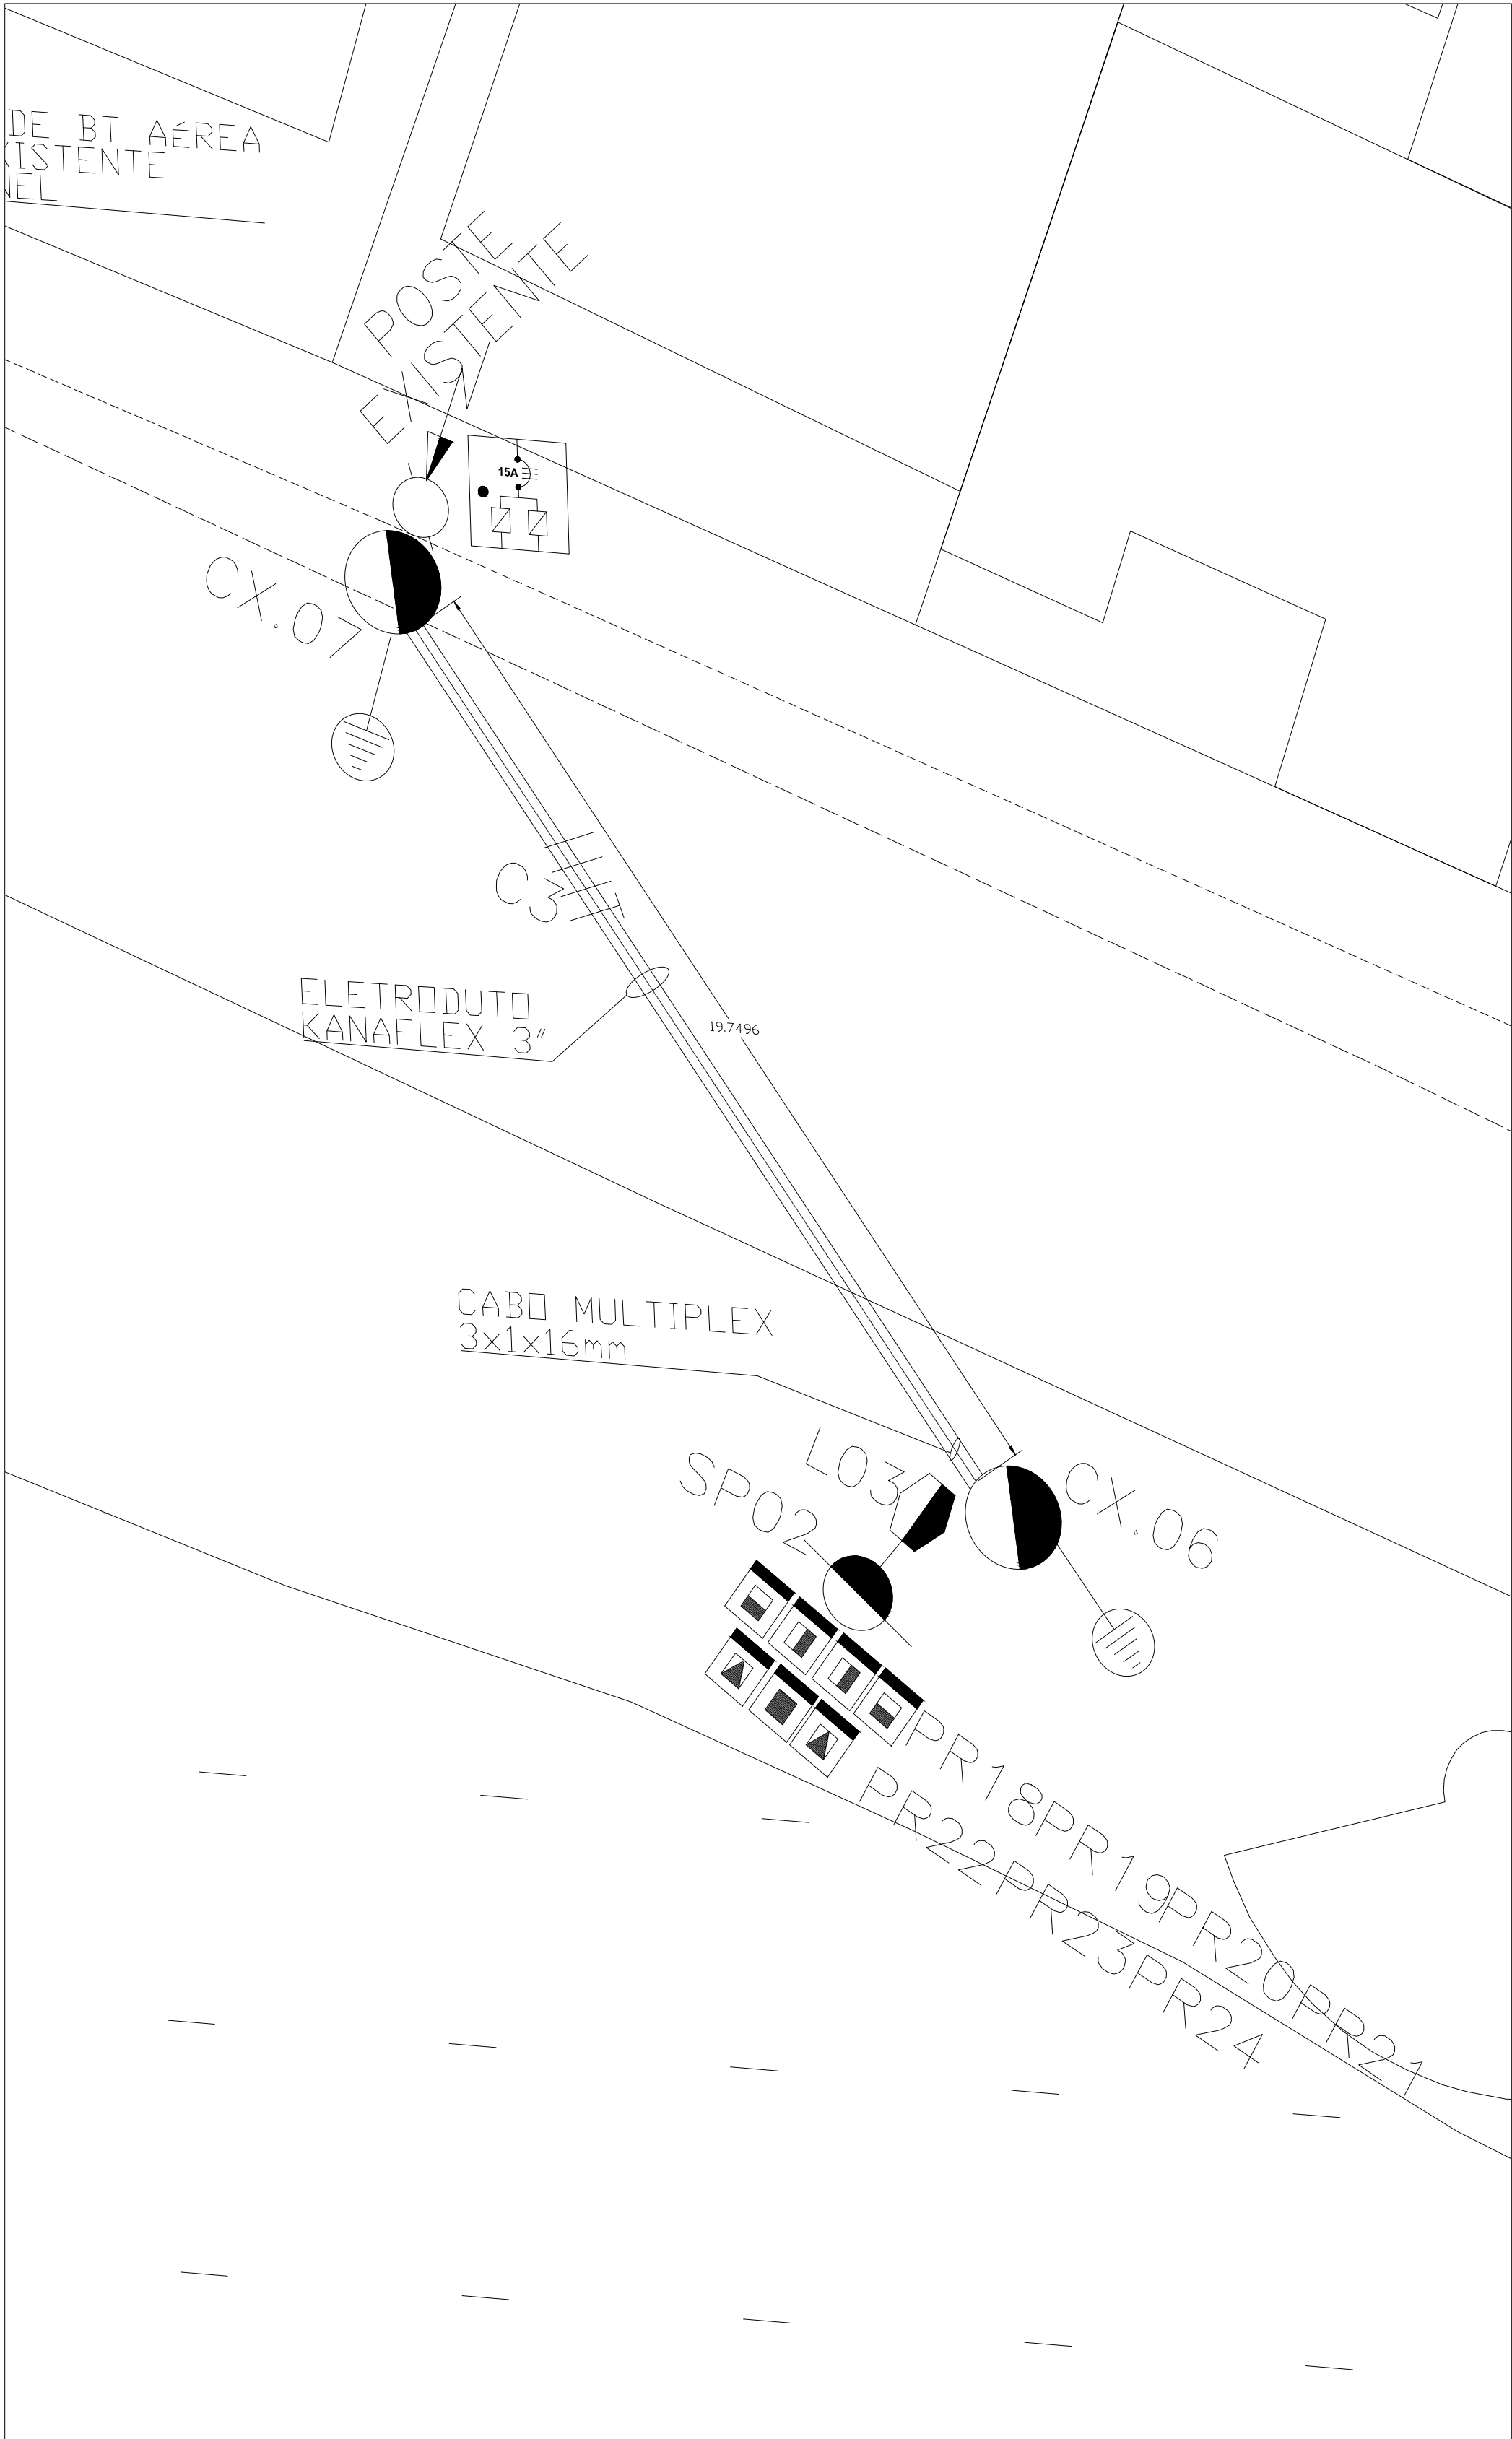 DE BT AÉREA
XISTENTE
NEL
POSTE
EXISTENTE
15A
CX.07
C3
ELETRODUTO
KANAFLEX 3"
19.7496
CABO MULTIPLEX
3x1x16mm
L03
SP02
CX.06
PR18PR19PR20PR21
PR22PR23PR24